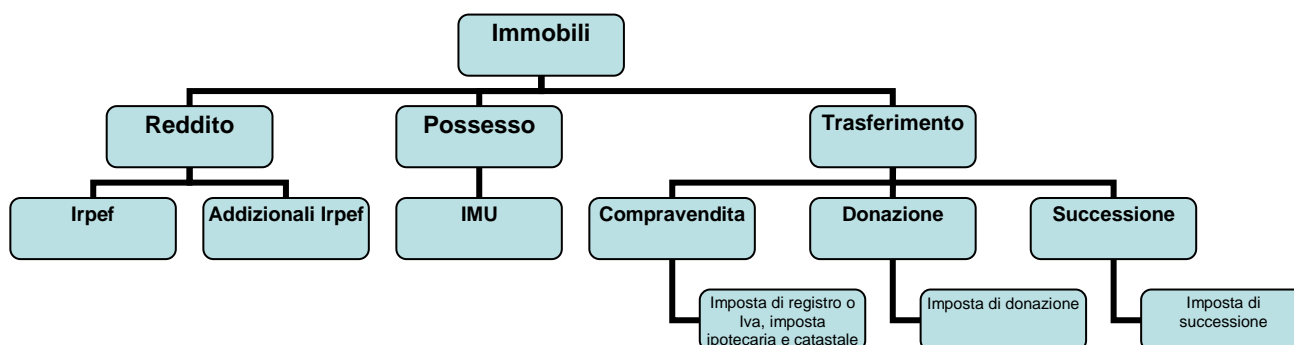 Immobili
Reddito
Possesso
Trasferimento
Irpef
Addizionali Irpef
IMU
Compravendita
Donazione
Successione
Imposta di registro o
Iva, imposta
ipotecaria e catastale
Imposta di donazione
Imposta di
successione